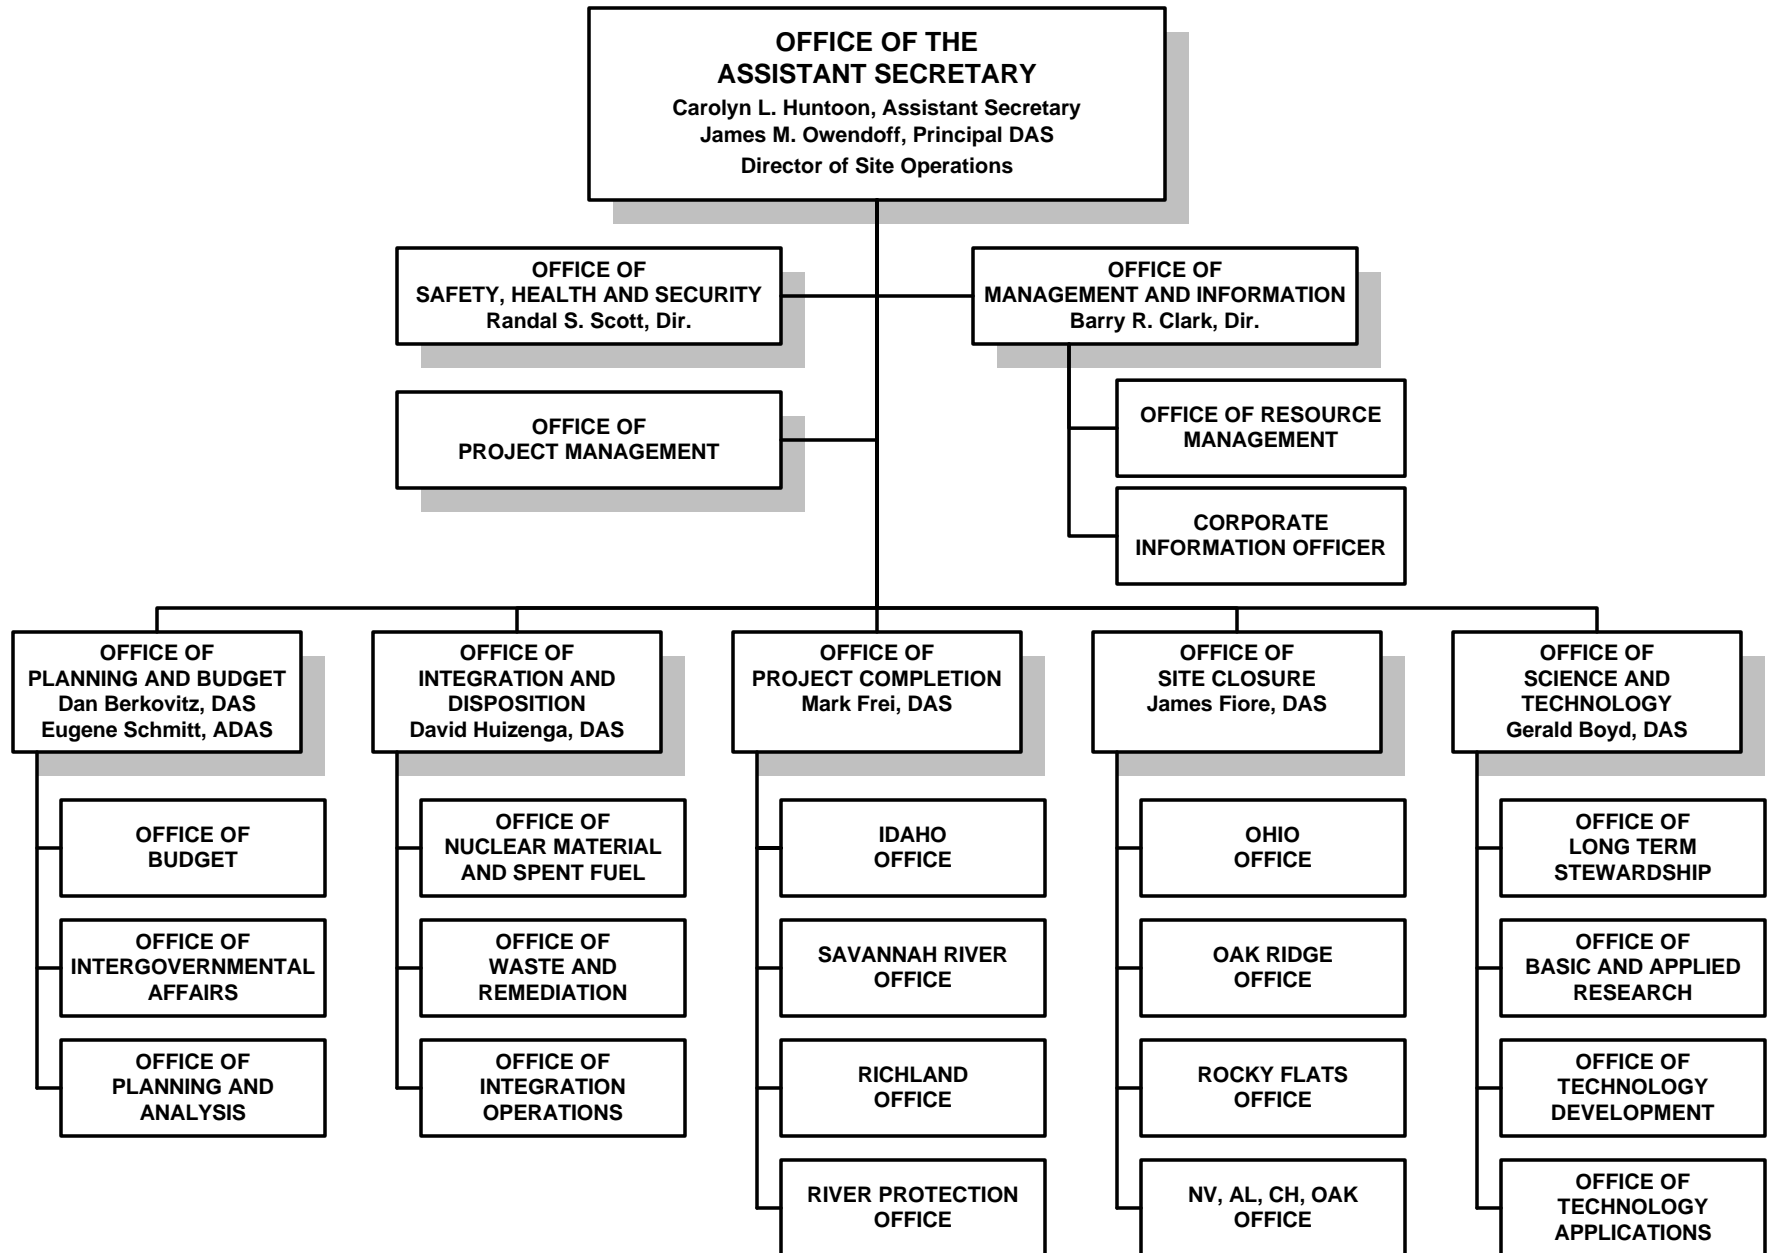 OFFICE OF THE
ASSISTANT SECRETARY
Carolyn L. Huntoon, Assistant Secretary
James M. Owendoff, Principal DAS
Director of Site Operations
OFFICE OF
SAFETY, HEALTH AND SECURITY
Randal S. Scott, Dir.
OFFICE OF
MANAGEMENT AND INFORMATION
Barry R. Clark, Dir.
OFFICE OF
PROJECT MANAGEMENT
OFFICE OF RESOURCE
MANAGEMENT
CORPORATE
INFORMATION OFFICER
OFFICE OF
PLANNING AND BUDGET
Dan Berkovitz, DAS
Eugene Schmitt, ADAS
OFFICE OF
BUDGET
OFFICE OF
INTERGOVERNMENTAL
AFFAIRS
OFFICE OF
PLANNING AND
ANALYSIS
OFFICE OF
INTEGRATION AND
DISPOSITION
David Huizenga, DAS
OFFICE OF
NUCLEAR MATERIAL
AND SPENT FUEL
OFFICE OF
WASTE AND
REMEDIATION
OFFICE OF
INTEGRATION
OPERATIONS
OFFICE OF
PROJECT COMPLETION
Mark Frei, DAS
IDAHO
OFFICE
SAVANNAH RIVER
OFFICE
RICHLAND
OFFICE
RIVER PROTECTION
OFFICE
OFFICE OF
SITE CLOSURE
James Fiore, DAS
OHIO
OFFICE
OAK RIDGE
OFFICE
ROCKY FLATS
OFFICE
NV, AL, CH, OAK
OFFICE
OFFICE OF
SCIENCE AND
TECHNOLOGY
Gerald Boyd, DAS
OFFICE OF
LONG TERM
STEWARDSHIP
OFFICE OF
BASIC AND APPLIED
RESEARCH
OFFICE OF
TECHNOLOGY
DEVELOPMENT
OFFICE OF
TECHNOLOGY
APPLICATIONS